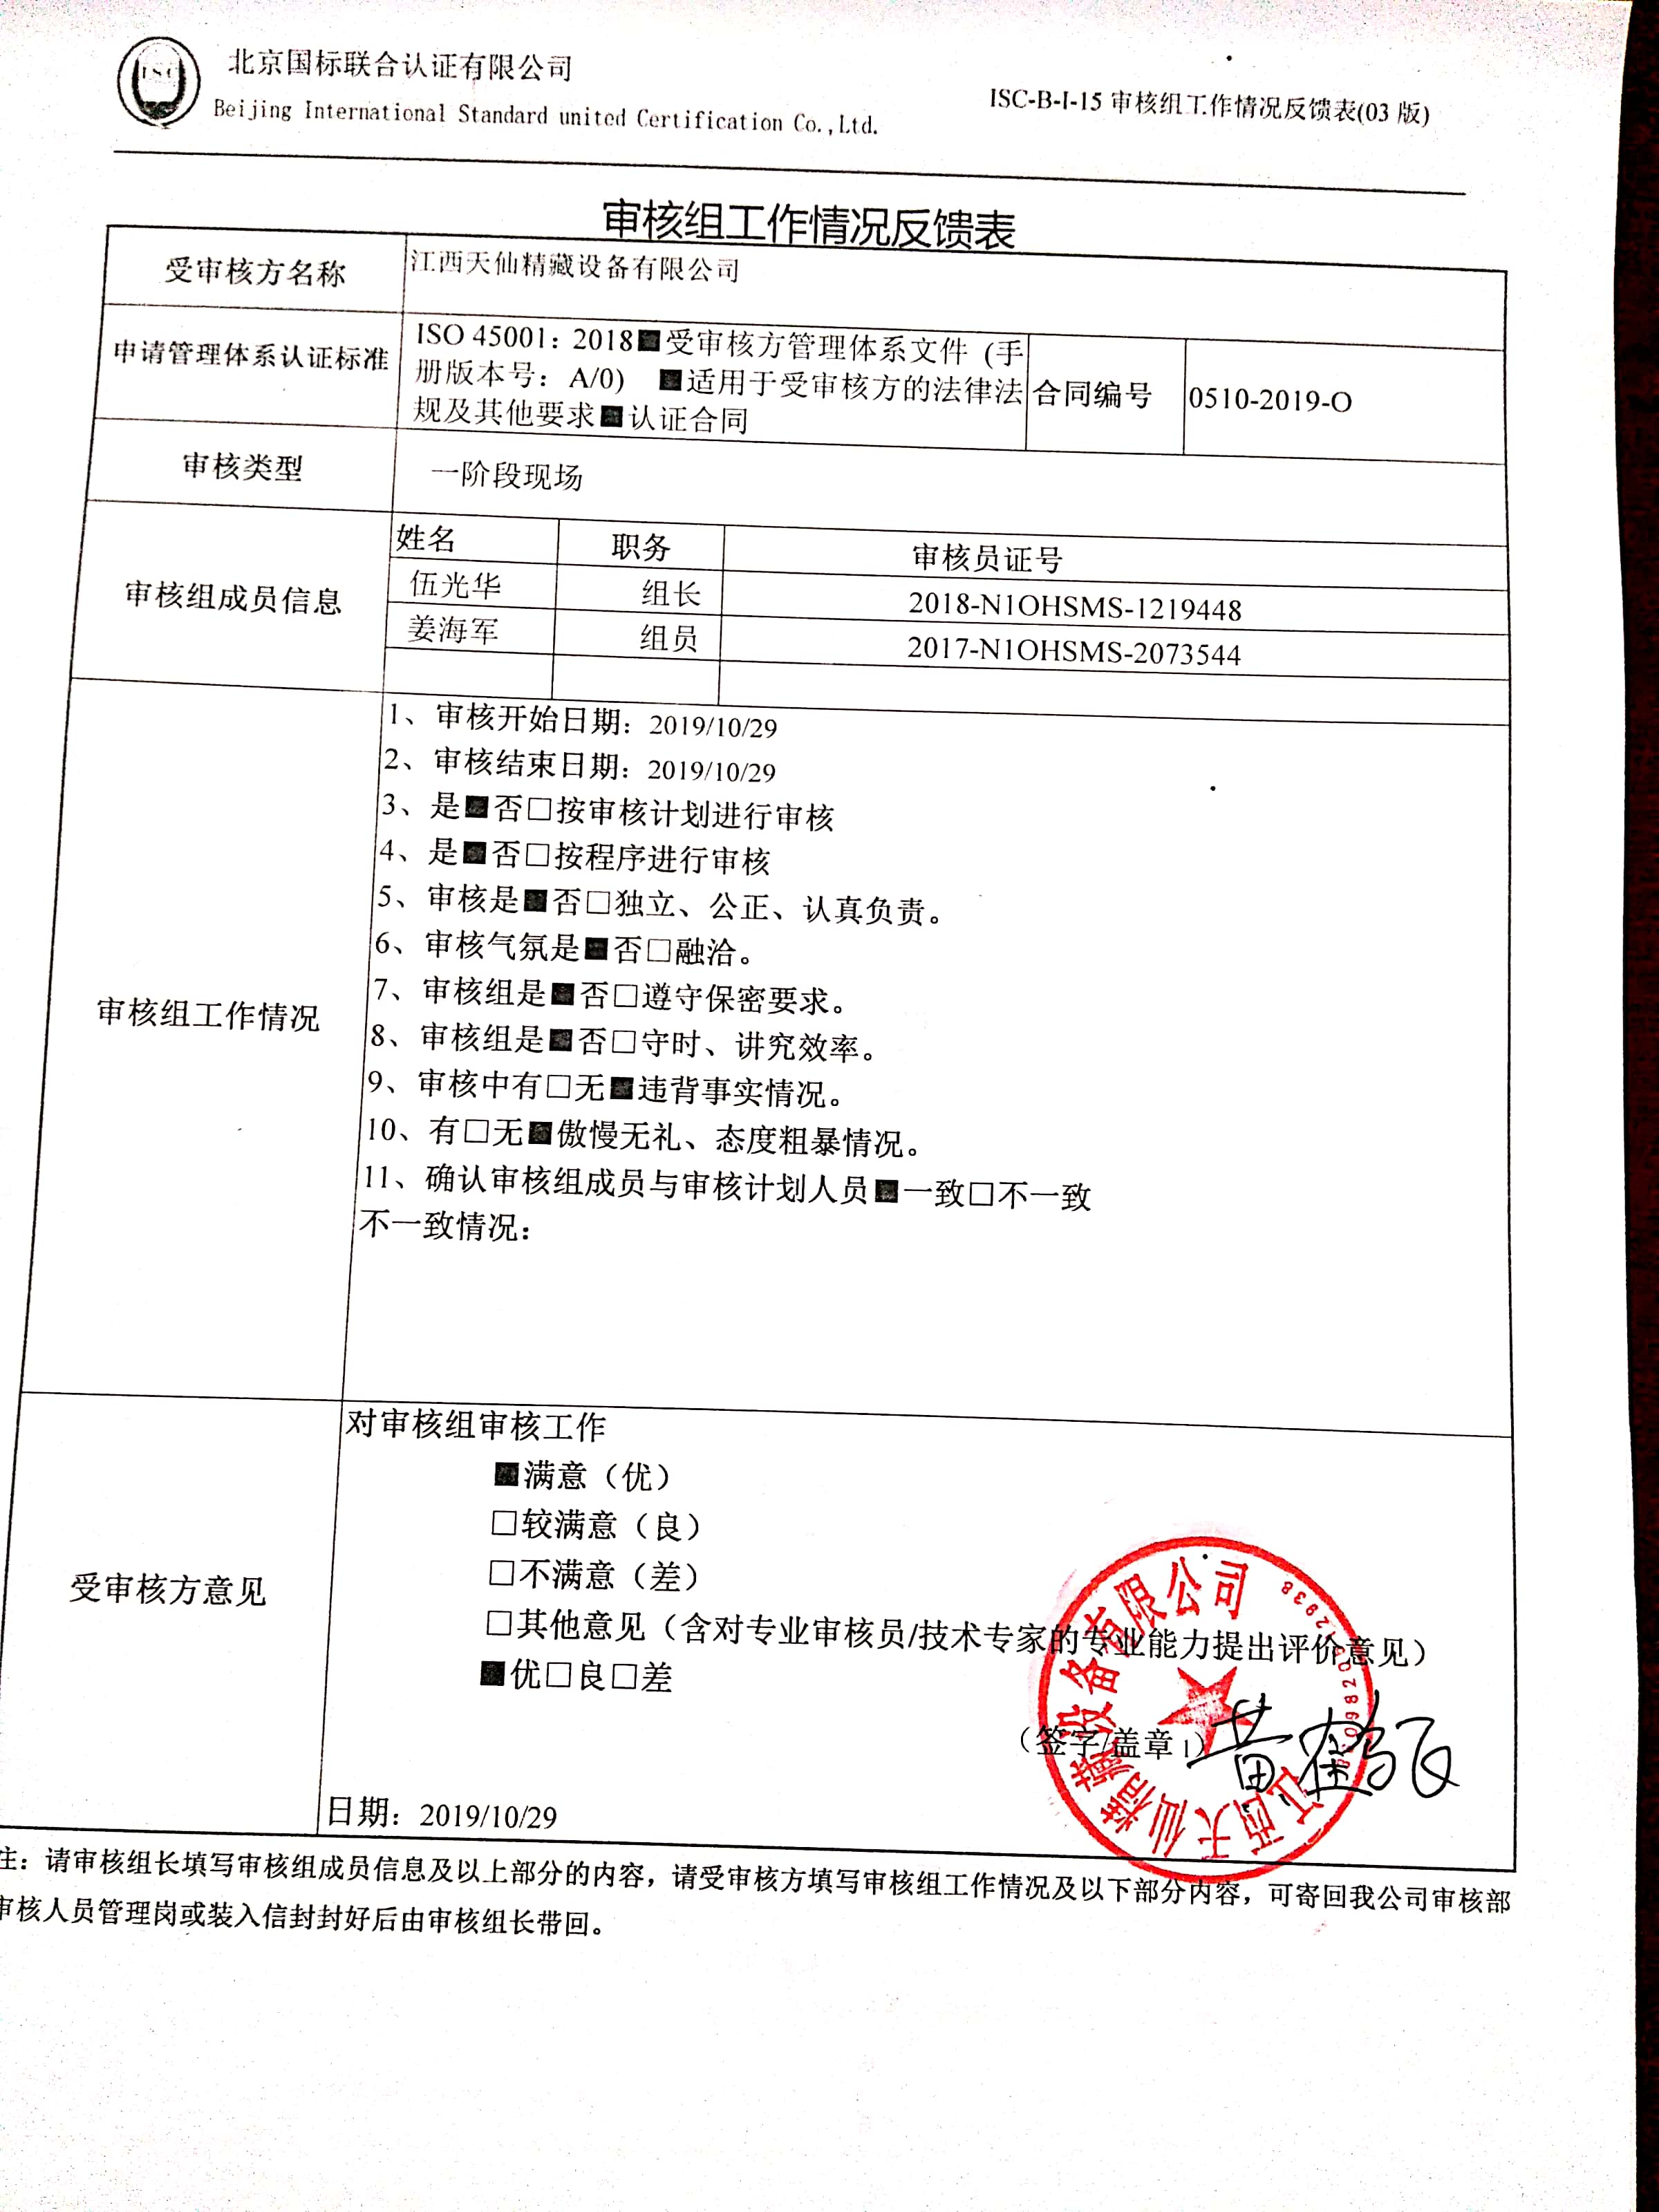 ISC
北京国标联合认证有限公司
Beijing International Standard united Certification Co.,Ltd.
ISC-B-I-15 审核组工作情况反馈表(03 版)
审核组工作情况反馈表
受审核方名称
江西天仙精藏设备有限公司
申请管理体系认证标准
ISO 45001：2018■受审核方管理体系文件（手
册版本号：A/0） ■适用于受审核方的法律法
规及其他要求■认证合同
合同编号
0510-2019-O
审核类型
一阶段现场
审核组成员信息
姓名 职务 审核员证号
伍光华 组长 2018-N1OHSMS-1219448
姜海军 组员 2017-N1OHSMS-2073544
审核组工作情况
1、审核开始日期：2019/10/29
2、审核结束日期：2019/10/29
3、是■否□按审核计划进行审核
4、是■否□按程序进行审核
5、审核是■否□独立、公正、认真负责。
6、审核气氛是■否□融洽。
7、审核组是■否□遵守保密要求。
8、审核组是■否□守时、讲究效率。
9、审核中有□无■违背事实情况。
10、有□无■傲慢无礼、态度粗暴情况。
11、确认审核组成员与审核计划人员■一致□不一致
不一致情况：
受审核方意见
对审核组审核工作
■满意（优）
□较满意（良）
□不满意（差）
□其他意见（含对专业审核员/技术专家的专业能力提出评价意见）
■优□良□差
（签字/盖章）
江西天仙精藏设备有限公司
日期：2019/10/29
注：请审核组长填写审核组成员信息及以上部分的内容，请受审核方填写审核组工作情况及以下部分内容，可寄回我公司审核部
审核人员管理岗或装入信封封好后由审核组长带回。